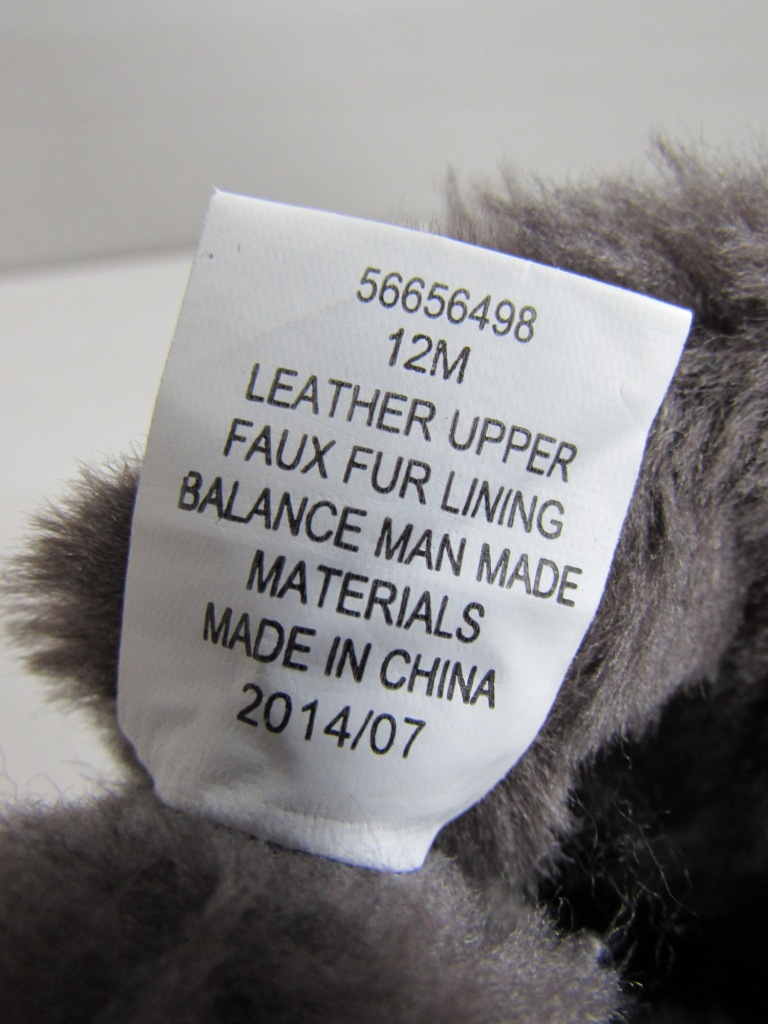 56656498
12M
LEATHER UPPER
FAUX FUR LINING
BALANCE MAN MADE
MATERIALS
MADE IN CHINA
2014/07